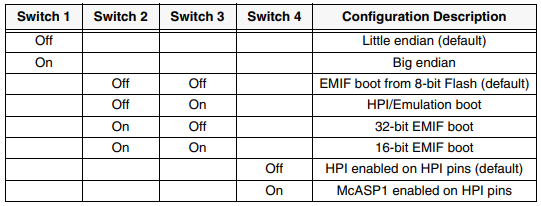 Switch 1 Switch 2 Switch 3 Switch 4 Configuration Description
Off Little endian (default)
On Big endian
Off Off EMIF boot from 8-bit Flash (default)
Off On HPI/Emulation boot
On Off 32-bit EMIF boot
On On 16-bit EMIF boot
Off HPI enabled on HPI pins (default)
On McASP1 enabled on HPI pins